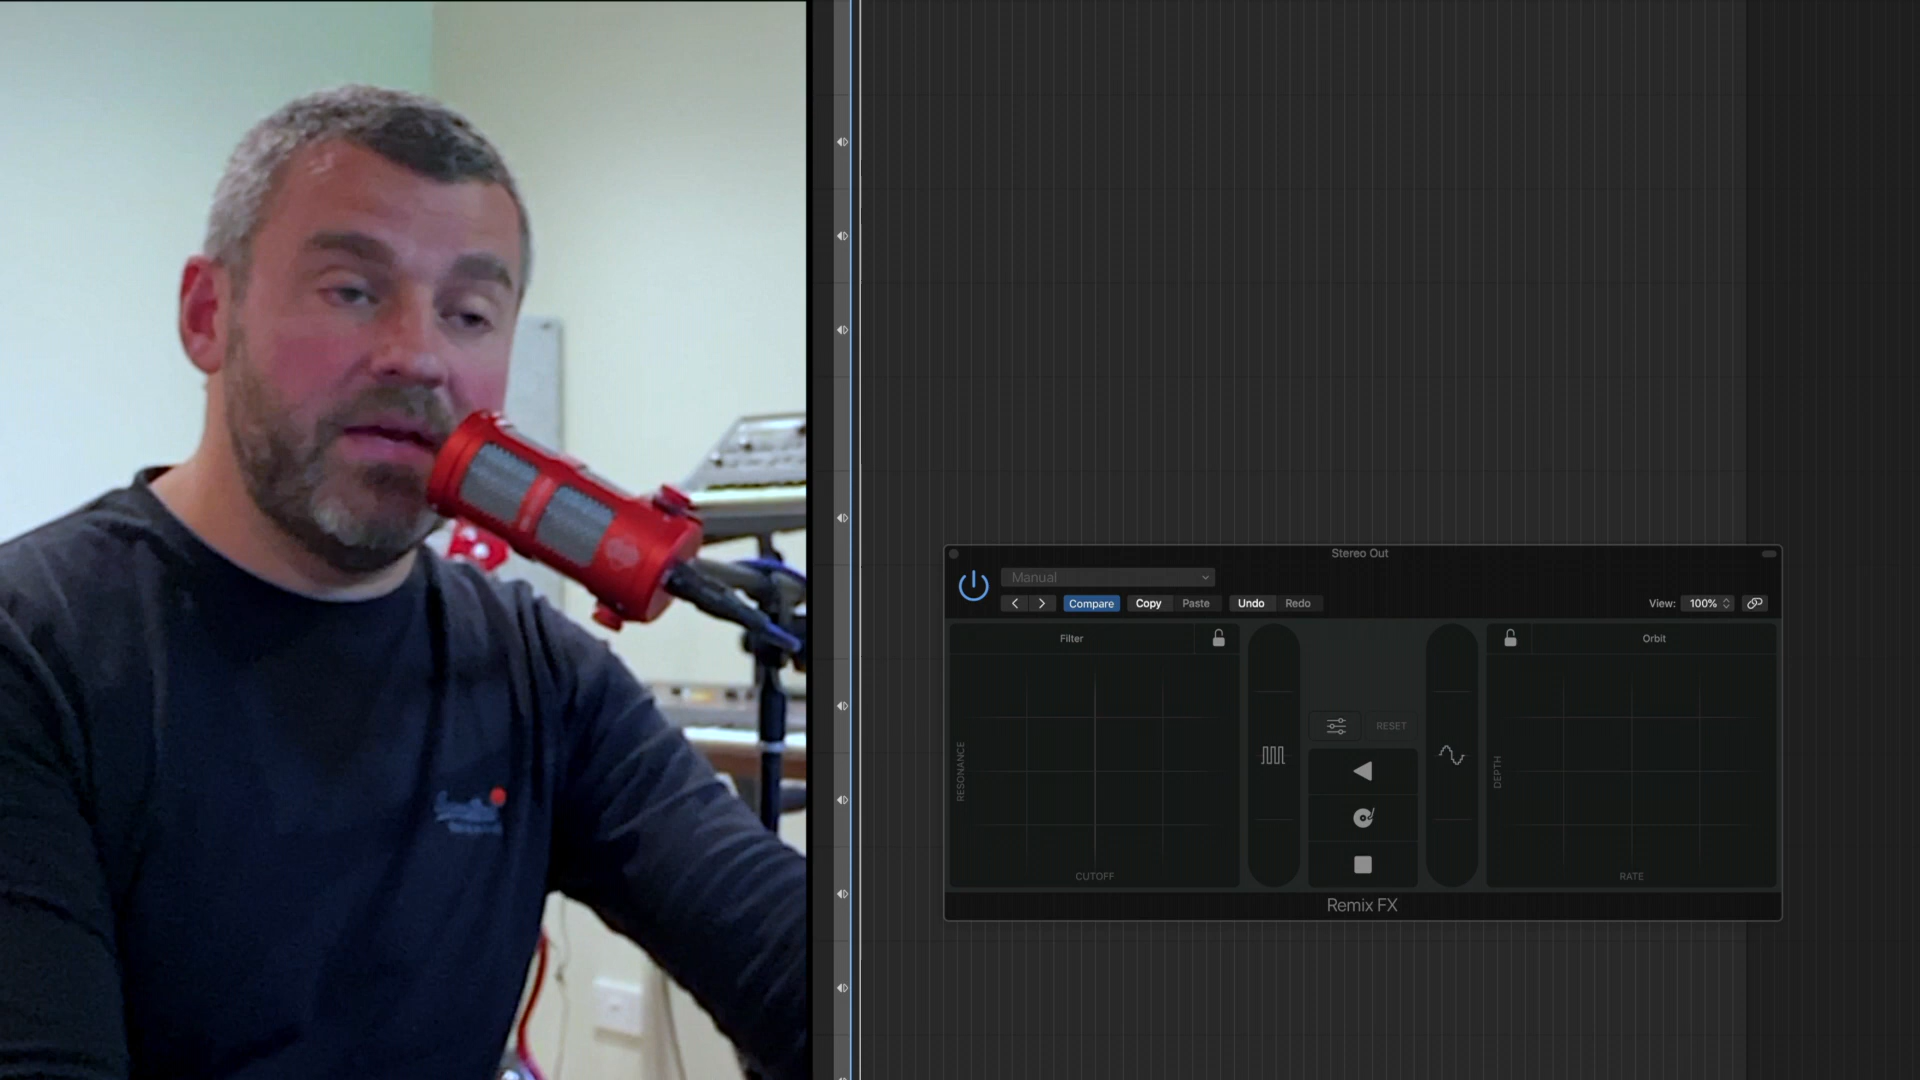 Stereo Out
Manual
Compare Copy Paste Undo Redo View: 100%
Filter Orbit
RESONANCE
CUTOFF
RESET
DEPTH
RATE
Remix FX